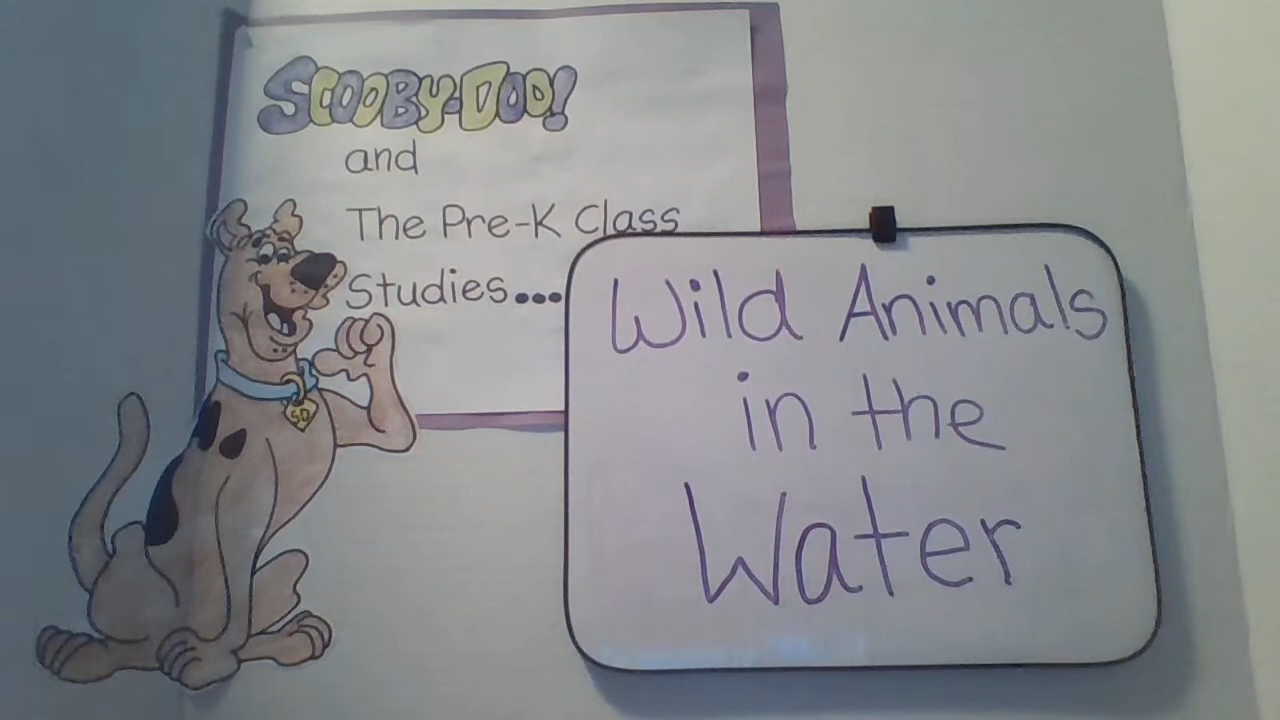 SCOOBY-DOO!
and
The Pre-K Class
Studies...
S.D.
Wild Animals
in the
Water